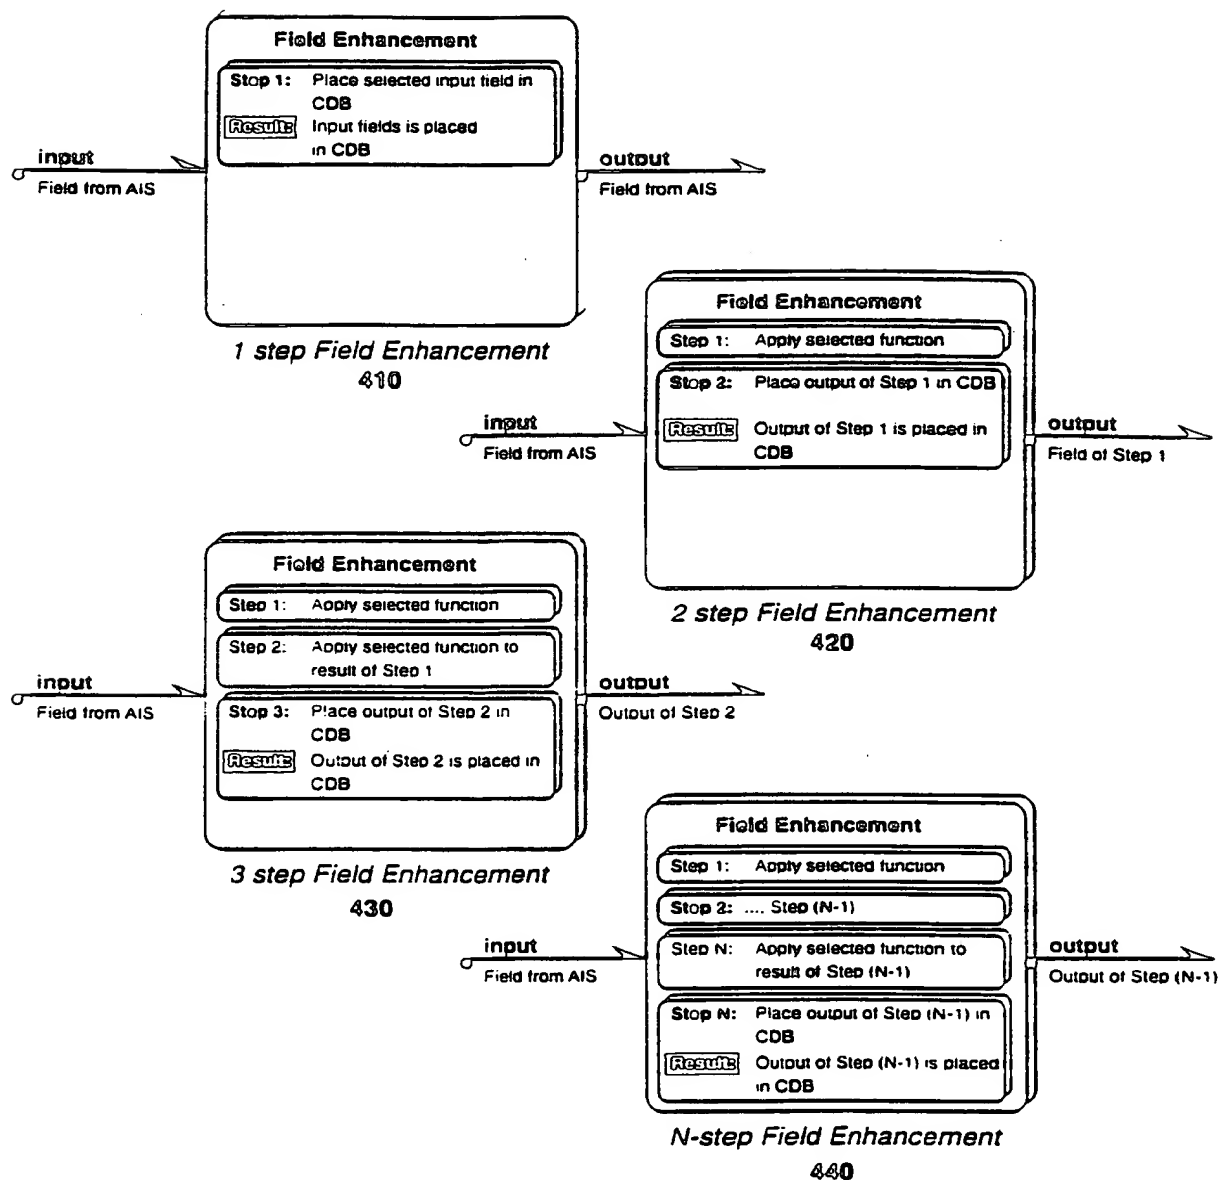 Field Enhancement
Stop 1: Place selected input field in
CDB
Result: Input fields is placed
in CDB
input
Field from AIS
output
Field from AIS
1 step Field Enhancement
410
Field Enhancement
Step 1: Apply selected function
Stop 2: Place output of Step 1 in CDB
Result: Output of Step 1 is placed in
CDB
input
Field from AIS
output
Field of Step 1
2 step Field Enhancement
420
Field Enhancement
Step 1: Apply selected function
Step 2: Apply selected function to
result of Step 1
Stop 3: Place output of Step 2 in
CDB
Result: Output of Step 2 is placed in
CDB
input
Field from AIS
output
Output of Step 2
3 step Field Enhancement
430
Field Enhancement
Step 1: Apply selected function
Stop 2: .... Step (N-1)
Step N: Apply selected function to
result of Step (N-1)
Stop N: Place output of Step (N-1) in
CDB
Result: Output of Step (N-1) is placed
in CDB
input
Field from AIS
output
Output of Step (N-1)
N-step Field Enhancement
440